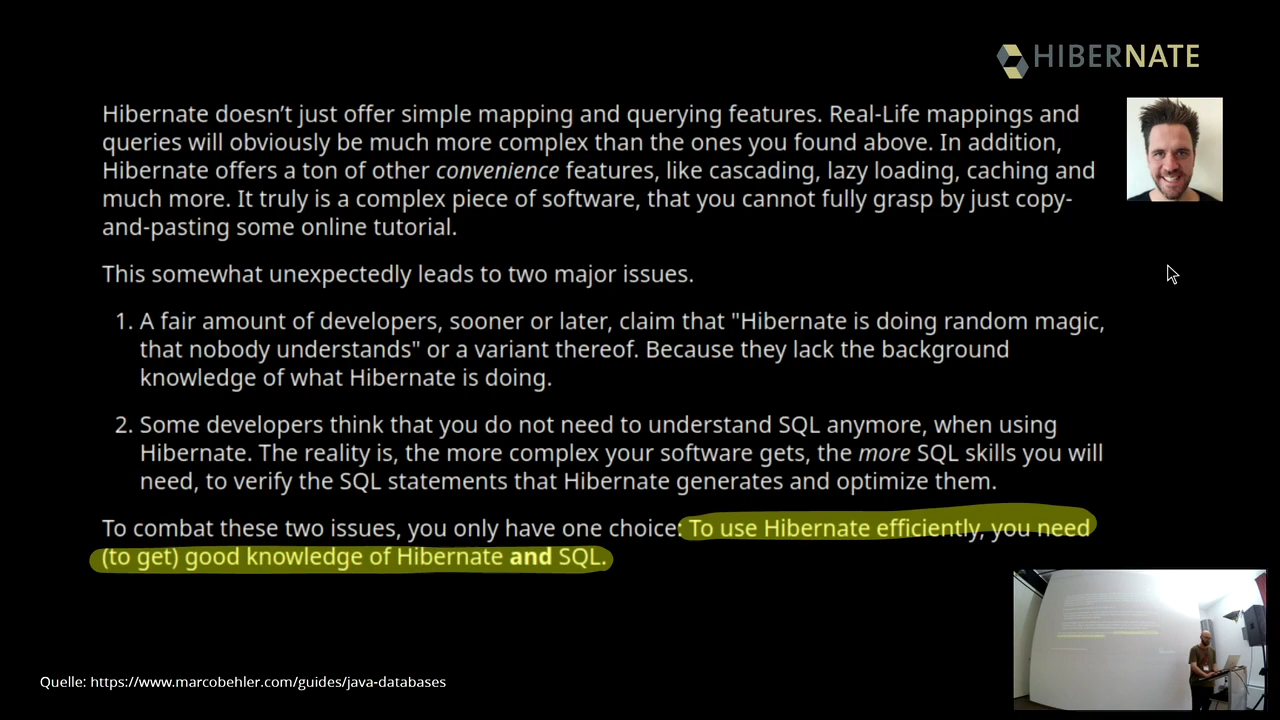 HIBERNATE
Hibernate doesn’t just offer simple mapping and querying features. Real-Life mappings and
queries will obviously be much more complex than the ones you found above. In addition,
Hibernate offers a ton of other convenience features, like cascading, lazy loading, caching and
much more. It truly is a complex piece of software, that you cannot fully grasp by just copy-
and-pasting some online tutorial.
This somewhat unexpectedly leads to two major issues.
1. A fair amount of developers, sooner or later, claim that "Hibernate is doing random magic,
that nobody understands" or a variant thereof. Because they lack the background
knowledge of what Hibernate is doing.
2. Some developers think that you do not need to understand SQL anymore, when using
Hibernate. The reality is, the more complex your software gets, the more SQL skills you will
need, to verify the SQL statements that Hibernate generates and optimize them.
To combat these two issues, you only have one choice: To use Hibernate efficiently, you need
(to get) good knowledge of Hibernate and SQL.
Quelle: https://www.marcobehler.com/guides/java-databases